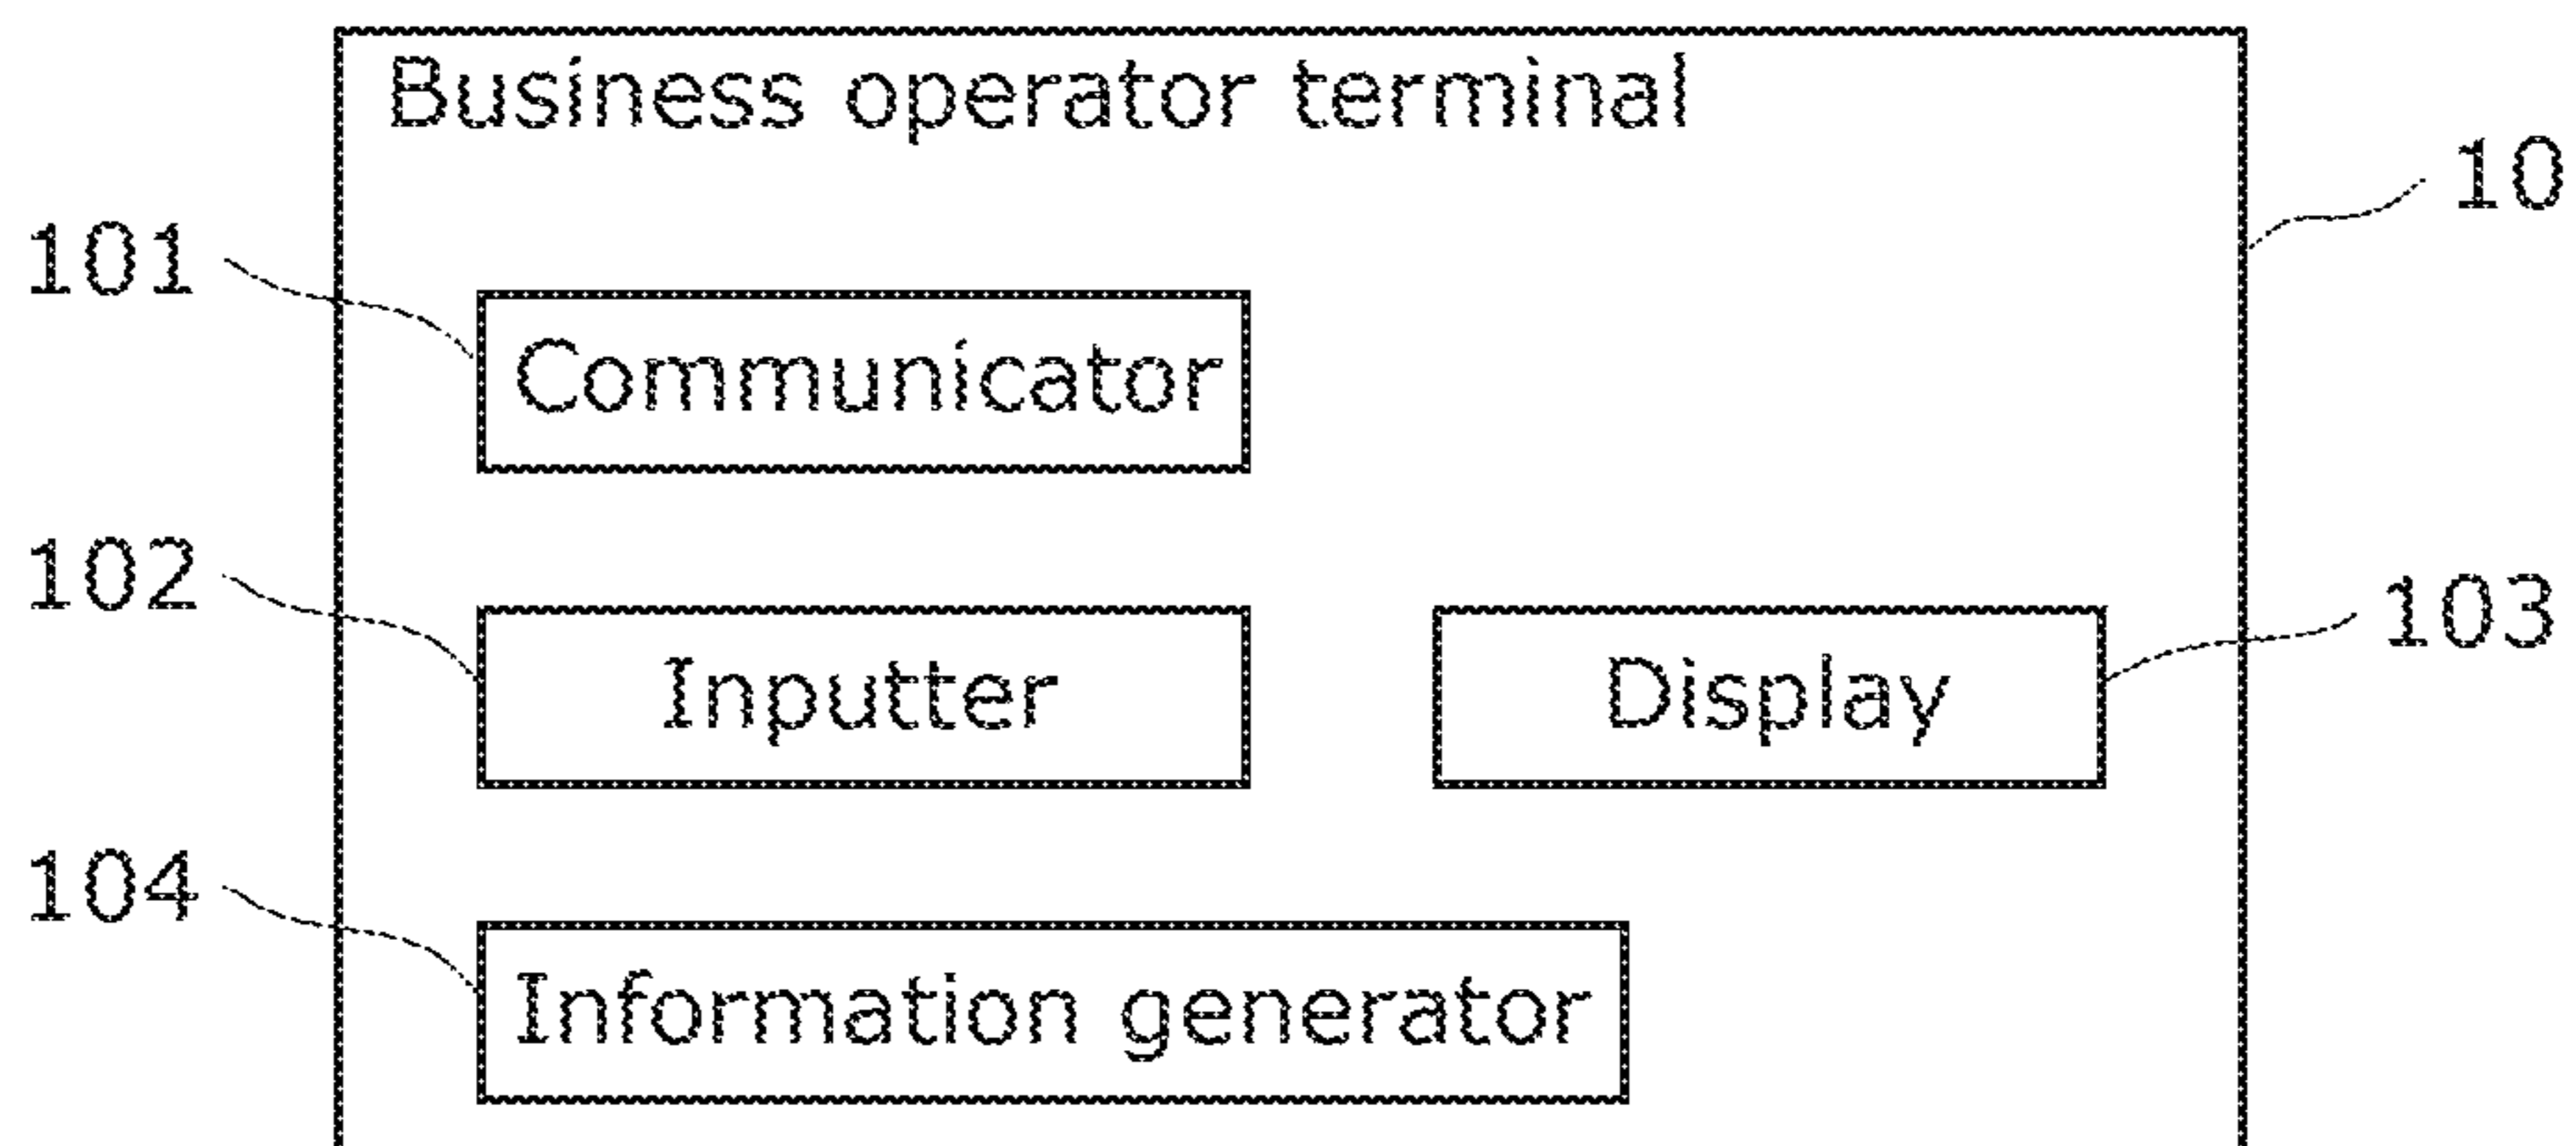 Business operator terminal
10
101
Communicator
102
Inputter
Display
103
104
Information generator